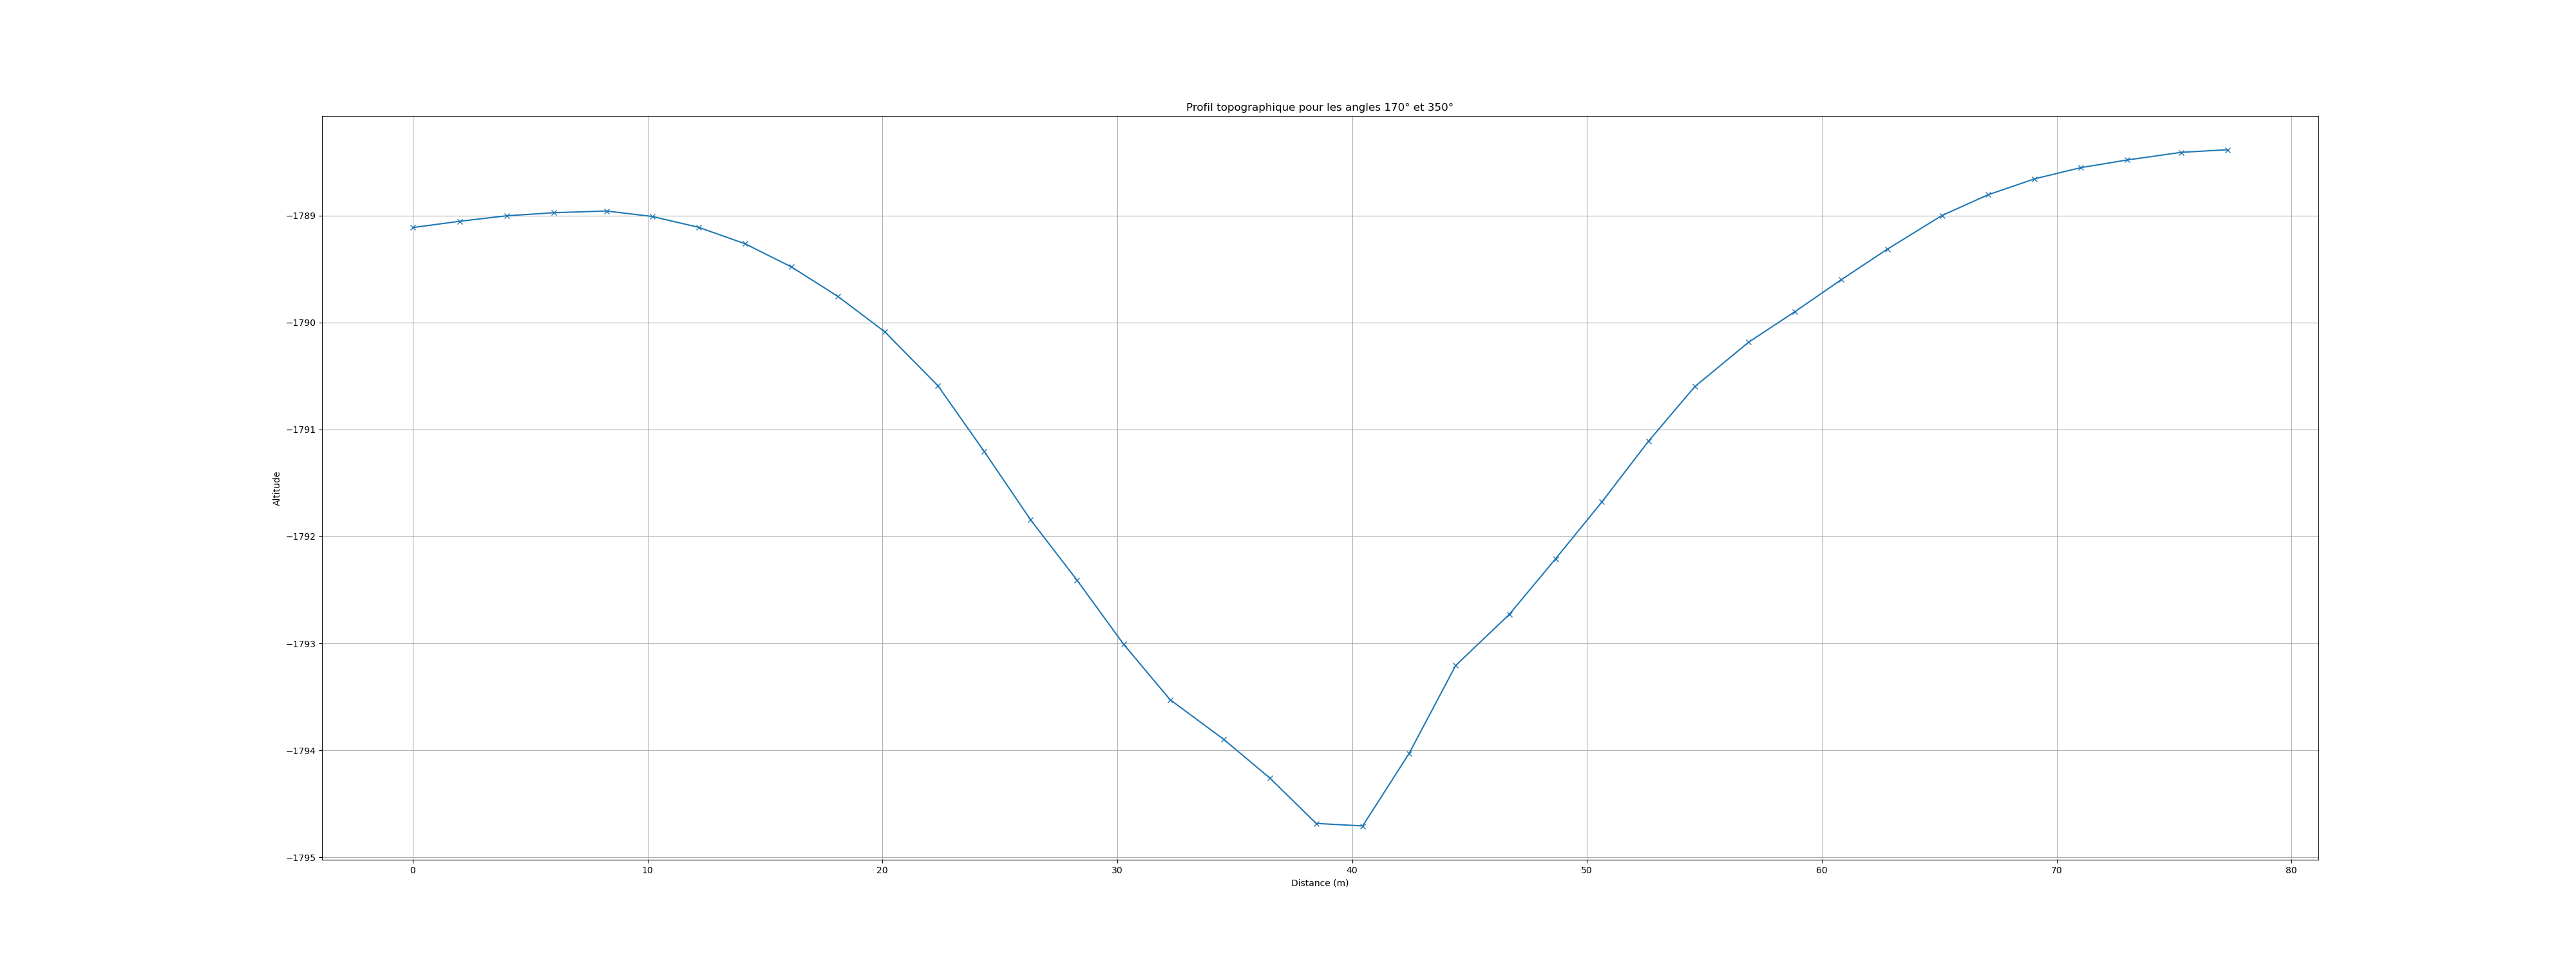 Profil topographique pour les angles 170° et 350°
Altitude
−1789
−1790
−1791
−1792
−1793
−1794
−1795
0 10 20 30 40 50 60 70 80
Distance (m)